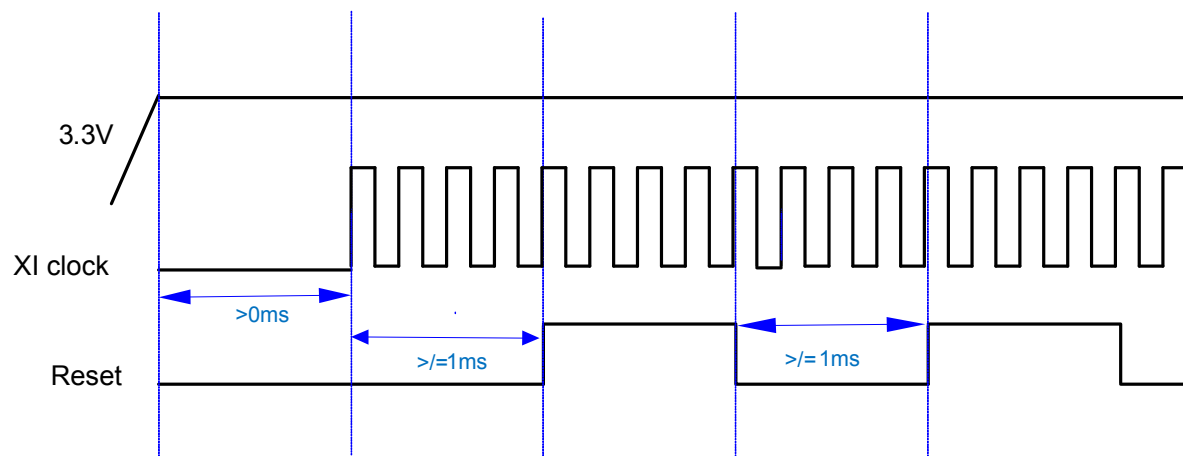 3.3V
XI clock
>0ms
>/=1ms
>/= 1ms
Reset